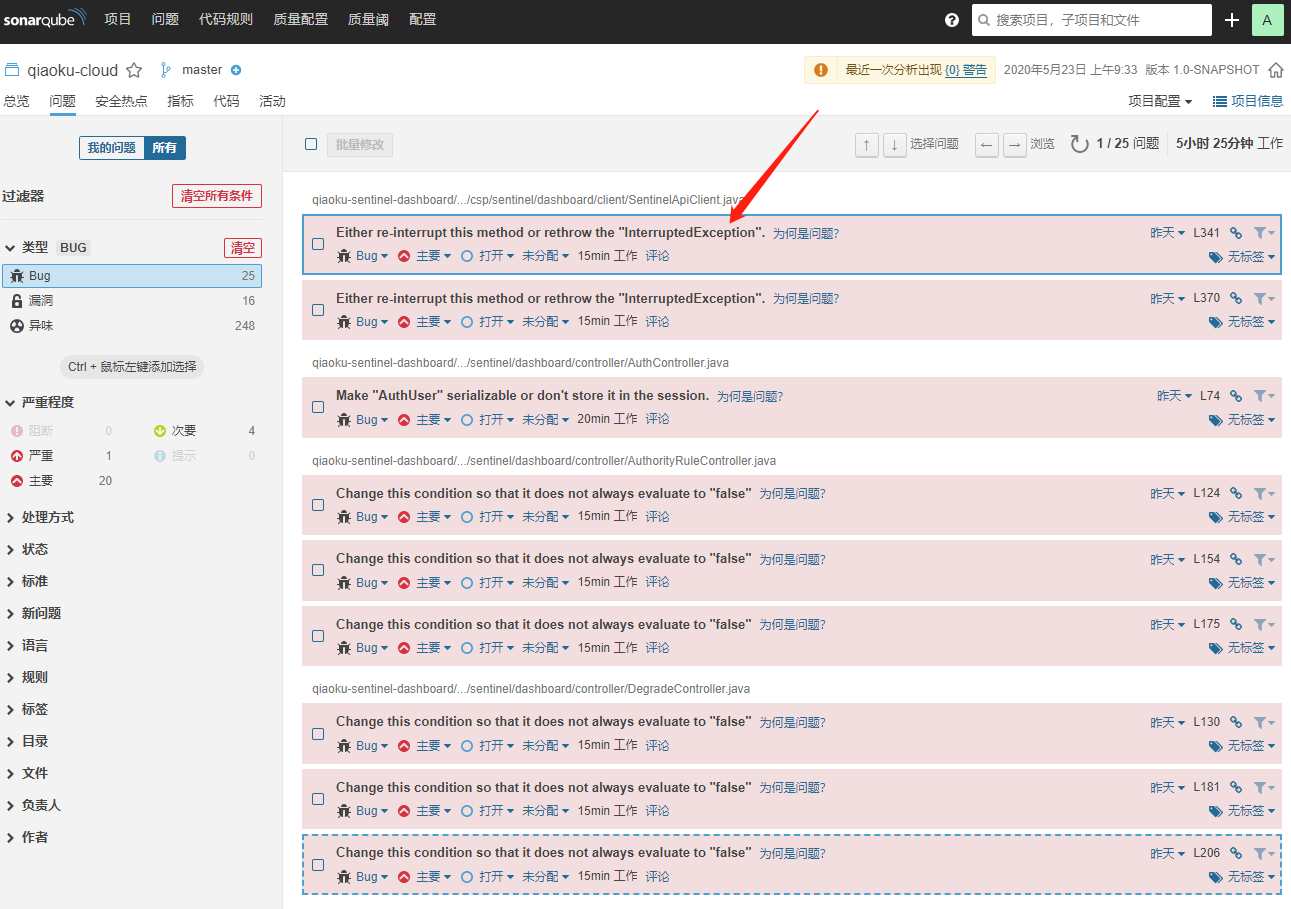 sonarqube 项目 问题 代码规则 质量配置 质量阈 配置 ? 搜索项目，子项目和文件 + A
qiaoku-cloud master 最近一次分析出现 {0} 警告 2020年5月23日 上午9:33 版本 1.0-SNAPSHOT
总览 问题 安全热点 指标 代码 活动 项目配置 项目信息
我的问题 所有
过滤器 清空所有条件
类型 BUG 清空
Bug 25
漏洞 16
异味 248
Ctrl + 鼠标左键添加选择
严重程度
阻断 0 次要 4
严重 1 提示 0
主要 20
处理方式
状态
标准
新问题
语言
规则
标签
目录
文件
负责人
作者
批量修改 ↑ ↓ 选择问题 ← → 浏览 1 / 25 问题 5小时 25分钟 工作
qiaoku-sentinel-dashboard/.../csp/sentinel/dashboard/client/SentinelApiClient.java
Either re-interrupt this method or rethrow the "InterruptedException". 为何是问题? 昨天 L341
Bug 主要 打开 未分配 15min 工作 评论 无标签
Either re-interrupt this method or rethrow the "InterruptedException". 为何是问题? 昨天 L370
Bug 主要 打开 未分配 15min 工作 评论 无标签
qiaoku-sentinel-dashboard/.../sentinel/dashboard/controller/AuthController.java
Make "AuthUser" serializable or don't store it in the session. 为何是问题? 昨天 L74
Bug 主要 打开 未分配 20min 工作 评论 无标签
qiaoku-sentinel-dashboard/.../sentinel/dashboard/controller/AuthorityRuleController.java
Change this condition so that it does not always evaluate to "false" 为何是问题? 昨天 L124
Bug 主要 打开 未分配 15min 工作 评论 无标签
Change this condition so that it does not always evaluate to "false" 为何是问题? 昨天 L154
Bug 主要 打开 未分配 15min 工作 评论 无标签
Change this condition so that it does not always evaluate to "false" 为何是问题? 昨天 L175
Bug 主要 打开 未分配 15min 工作 评论 无标签
qiaoku-sentinel-dashboard/.../sentinel/dashboard/controller/DegradeController.java
Change this condition so that it does not always evaluate to "false" 为何是问题? 昨天 L130
Bug 主要 打开 未分配 15min 工作 评论 无标签
Change this condition so that it does not always evaluate to "false" 为何是问题? 昨天 L181
Bug 主要 打开 未分配 15min 工作 评论 无标签
Change this condition so that it does not always evaluate to "false" 为何是问题? 昨天 L206
Bug 主要 打开 未分配 15min 工作 评论 无标签